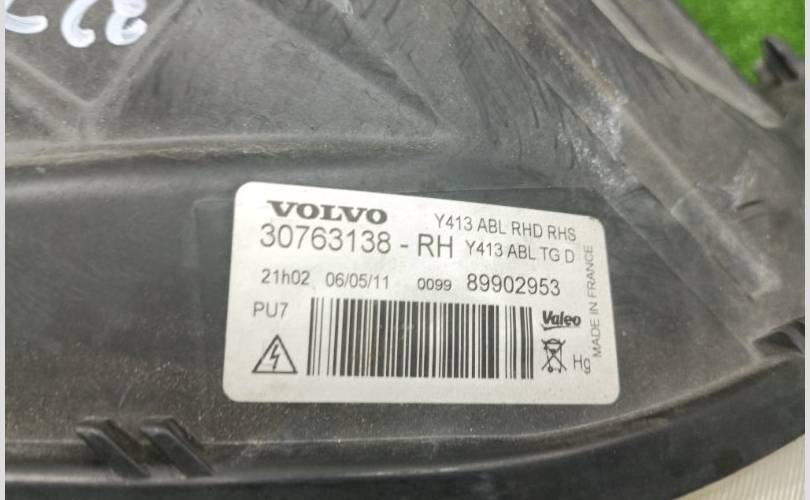 VOLVO
Y413 ABL RHD RHS
30763138 - RH Y413 ABL TG D
21h02 06/05/11 0099 89902953
PU7
Valeo
Hg
MADE IN FRANCE